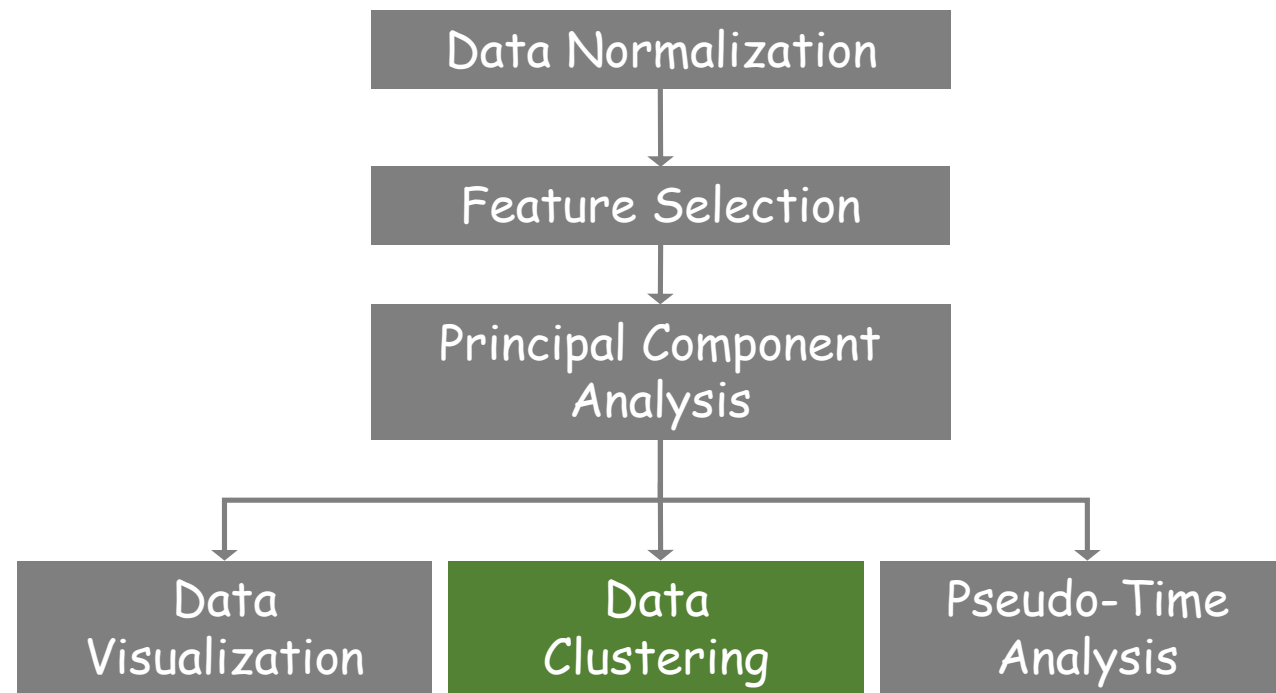 Data Normalization
Feature Selection
Principal Component
Analysis
Data
Visualization
Data
Clustering
Pseudo-Time
Analysis